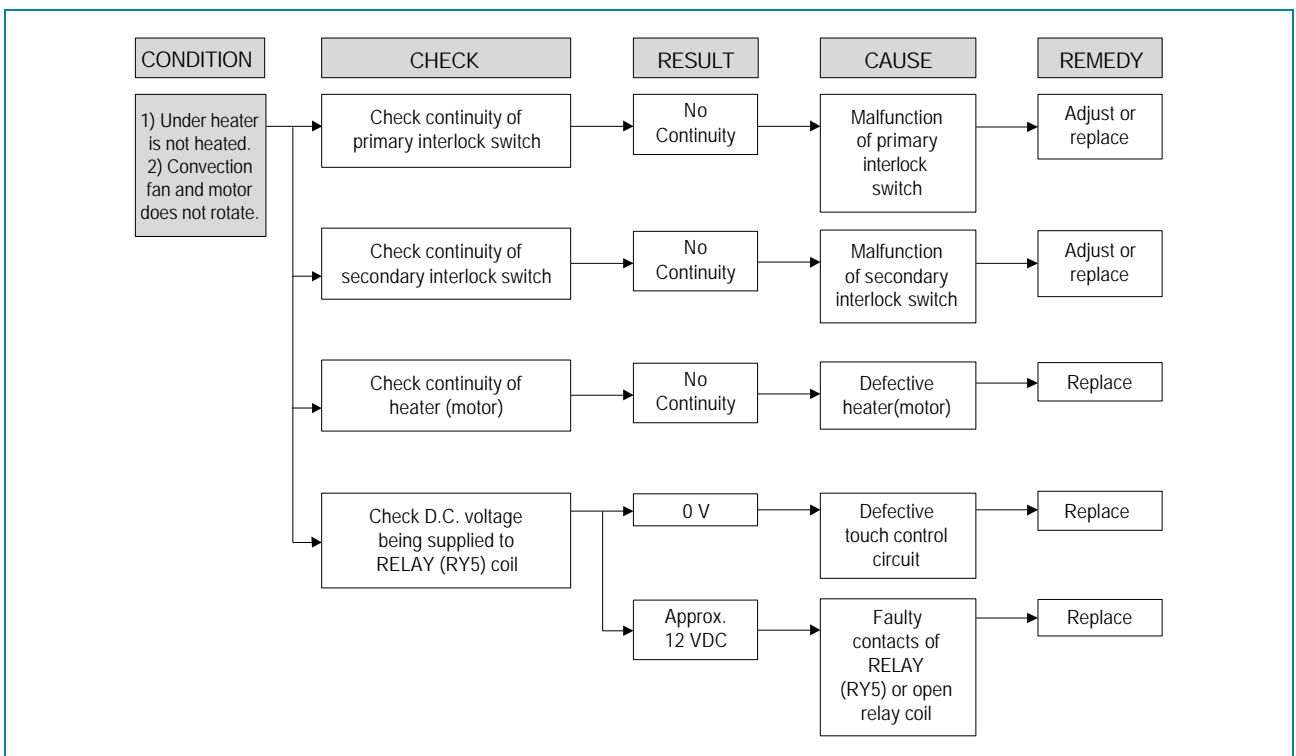 CONDITION
CHECK
RESULT
CAUSE
REMEDY
1) Under heater
is not heated.
2) Convection
fan and motor
does not rotate.
Check continuity of
primary interlock switch
No
Continuity
Malfunction
of primary
interlock
switch
Adjust or
replace
Check continuity of
secondary interlock switch
No
Continuity
Malfunction
of secondary
interlock switch
Adjust or
replace
Check continuity of
heater (motor)
No
Continuity
Defective
heater(motor)
Replace
Check D.C. voltage
being supplied to
RELAY (RY5) coil
0 V
Defective
touch control
circuit
Replace
Approx.
12 VDC
Faulty
contacts of
RELAY
(RY5) or open
relay coil
Replace